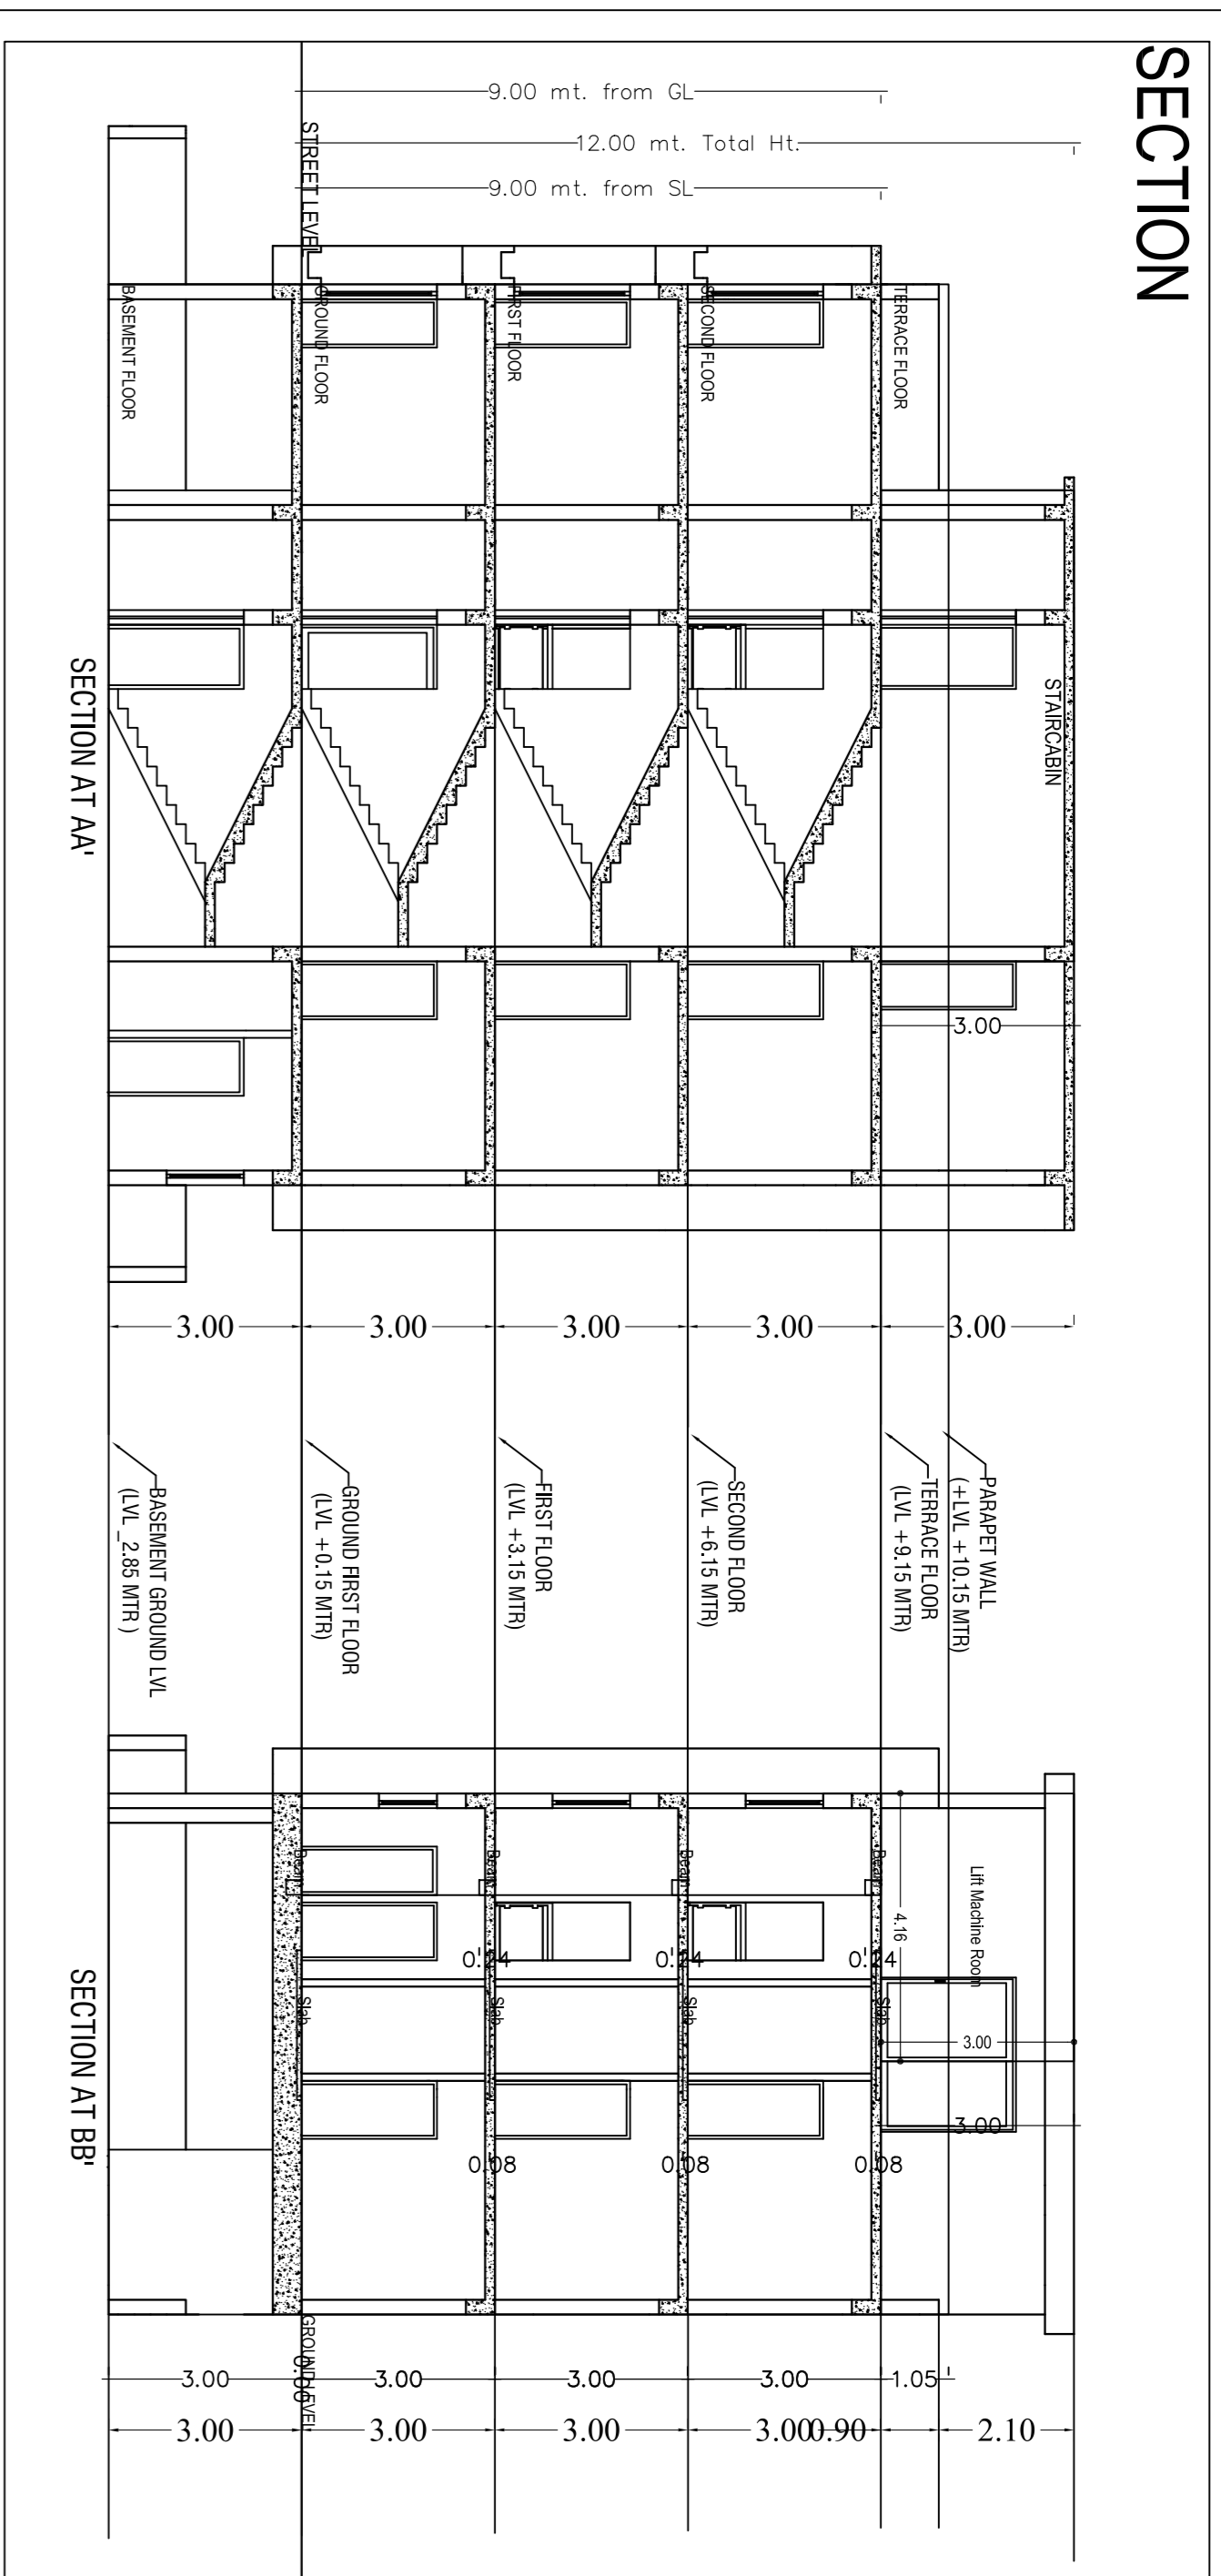 SECTION
9.00 mt. from GL
12.00 mt. Total Ht.
9.00 mt. from SL
STREET LEVEL
TERRACE FLOOR
SECOND FLOOR
FIRST FLOOR
GROUND FLOOR
BASEMENT FLOOR
STAIRCABIN
3.00
SECTION AT AA'
3.00
3.00
3.00
3.00
3.00
PARAPET WALL
(+LVL +10.15 MTR)
TERRACE FLOOR
(LVL +9.15 MTR)
SECOND FLOOR
(LVL +6.15 MTR)
FIRST FLOOR
(LVL +3.15 MTR)
GROUND FIRST FLOOR
(LVL +0.15 MTR)
BASEMENT GROUND LVL
(LVL_2.85 MTR )
Lift Machine Room
4.16
3.00
3.00
Beam
Beam
Beam
Beam
0.24
0.24
0.24
Slab
Slab
Slab
Slab
0.08
0.08
0.08
SECTION AT BB'
GROUND LEVEL
0.00
3.00
3.00
3.00
3.00
1.05
3.00
3.00
3.00
3.00
0.90
2.10